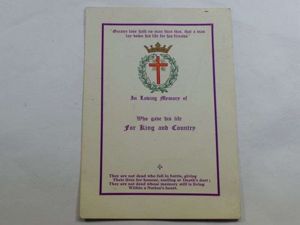 "Greater love hath no man than this, that a man
lay down his life for his friends"
In Loving Memory of
Who gave his life
For King and Country
They are not dead who fall in battle, giving
Their lives for honour, smiling at Death's dart;
They are not dead whose memory still is living
Within a Nation's heart.